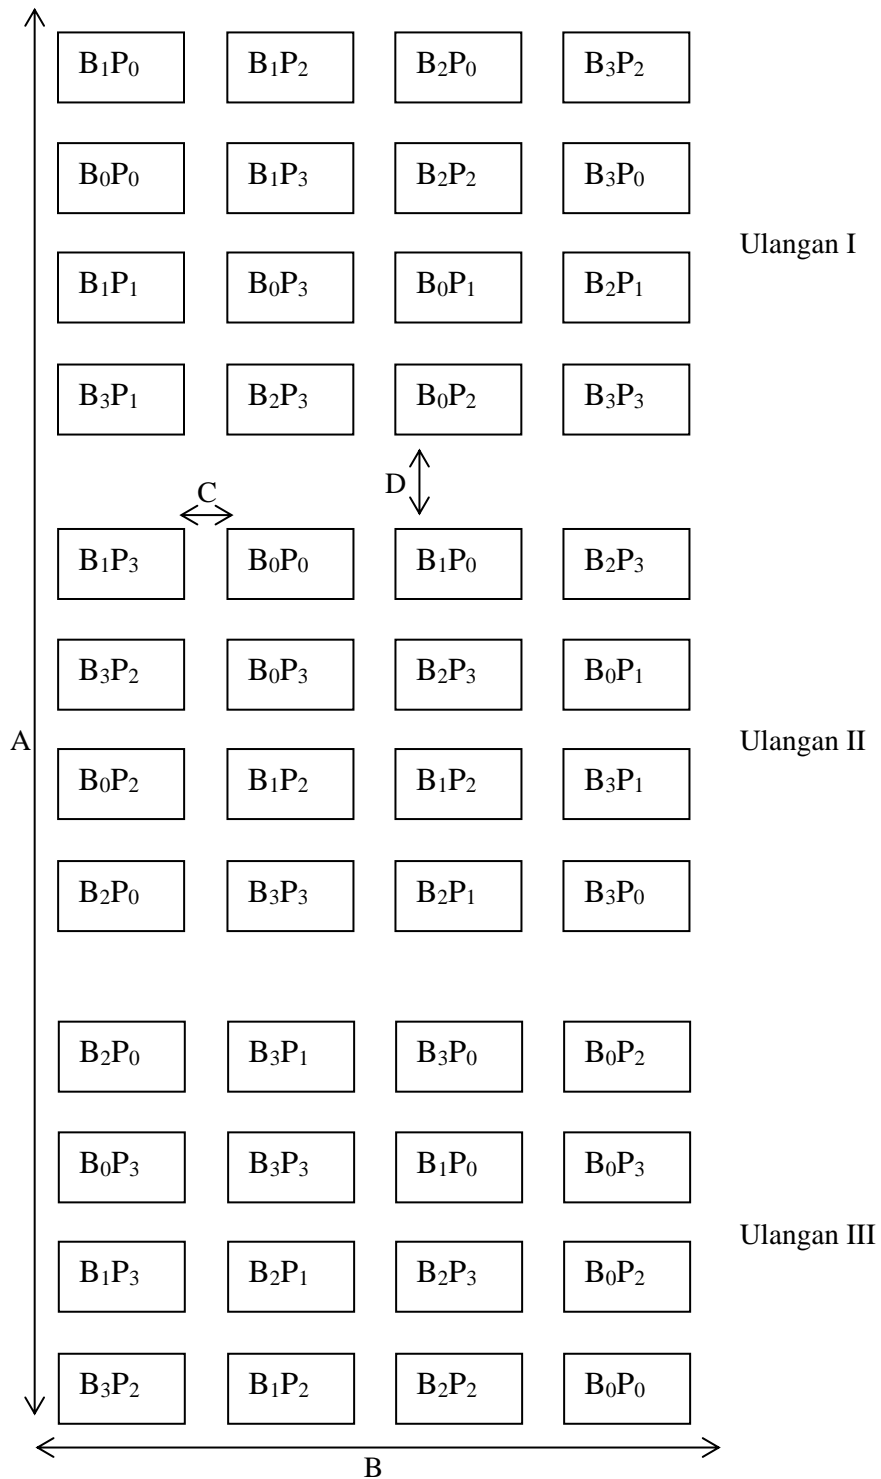 B₁P₀ B₁P₂ B₂P₀ B₃P₂
B₀P₀ B₁P₃ B₂P₂ B₃P₀
Ulangan I
B₁P₁ B₀P₃ B₀P₁ B₂P₁
B₃P₁ B₂P₃ B₀P₂ B₃P₃
C D
B₁P₃ B₀P₀ B₁P₀ B₂P₃
B₃P₂ B₀P₃ B₂P₃ B₀P₁
A Ulangan II
B₀P₂ B₁P₂ B₁P₂ B₃P₁
B₂P₀ B₃P₃ B₂P₁ B₃P₀
B₂P₀ B₃P₁ B₃P₀ B₀P₂
B₀P₃ B₃P₃ B₁P₀ B₀P₃
Ulangan III
B₁P₃ B₂P₁ B₂P₃ B₀P₂
B₃P₂ B₁P₂ B₂P₂ B₀P₀
B